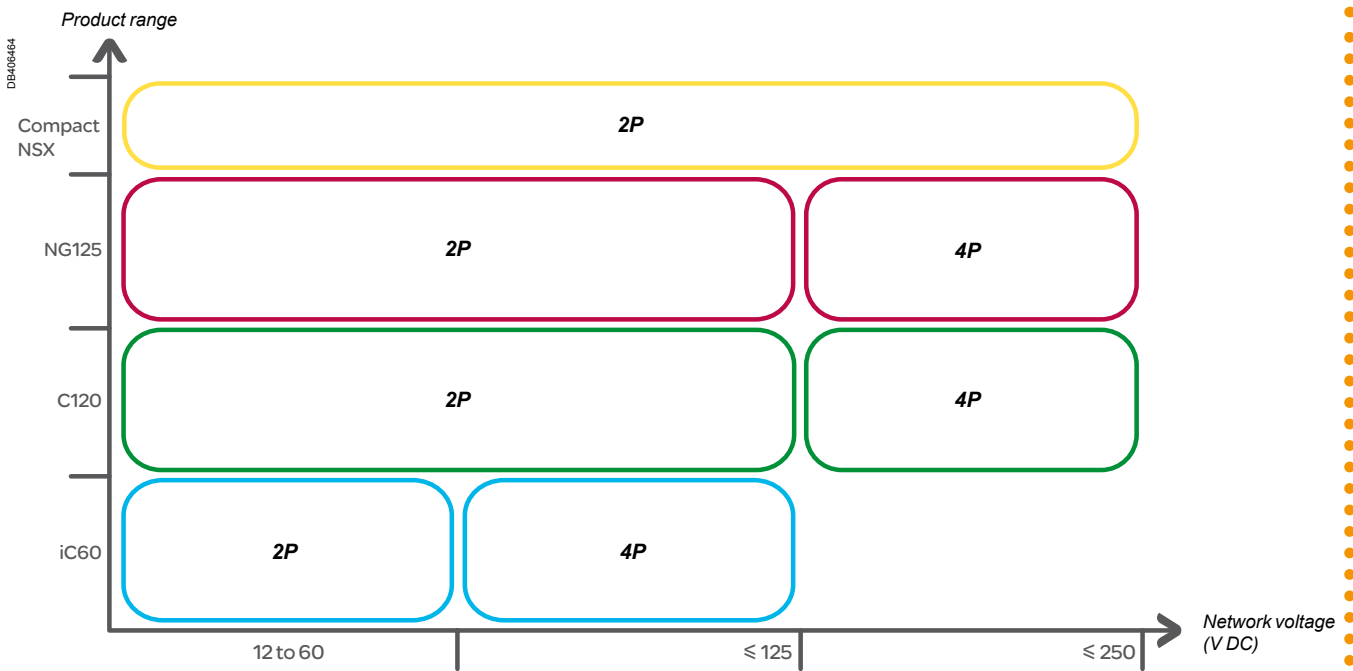 Product range
DB406464
Compact
NSX
2P
NG125
2P
4P
C120
2P
4P
iC60
2P
4P
12 to 60
⩽ 125
⩽ 250
Network voltage
(V DC)